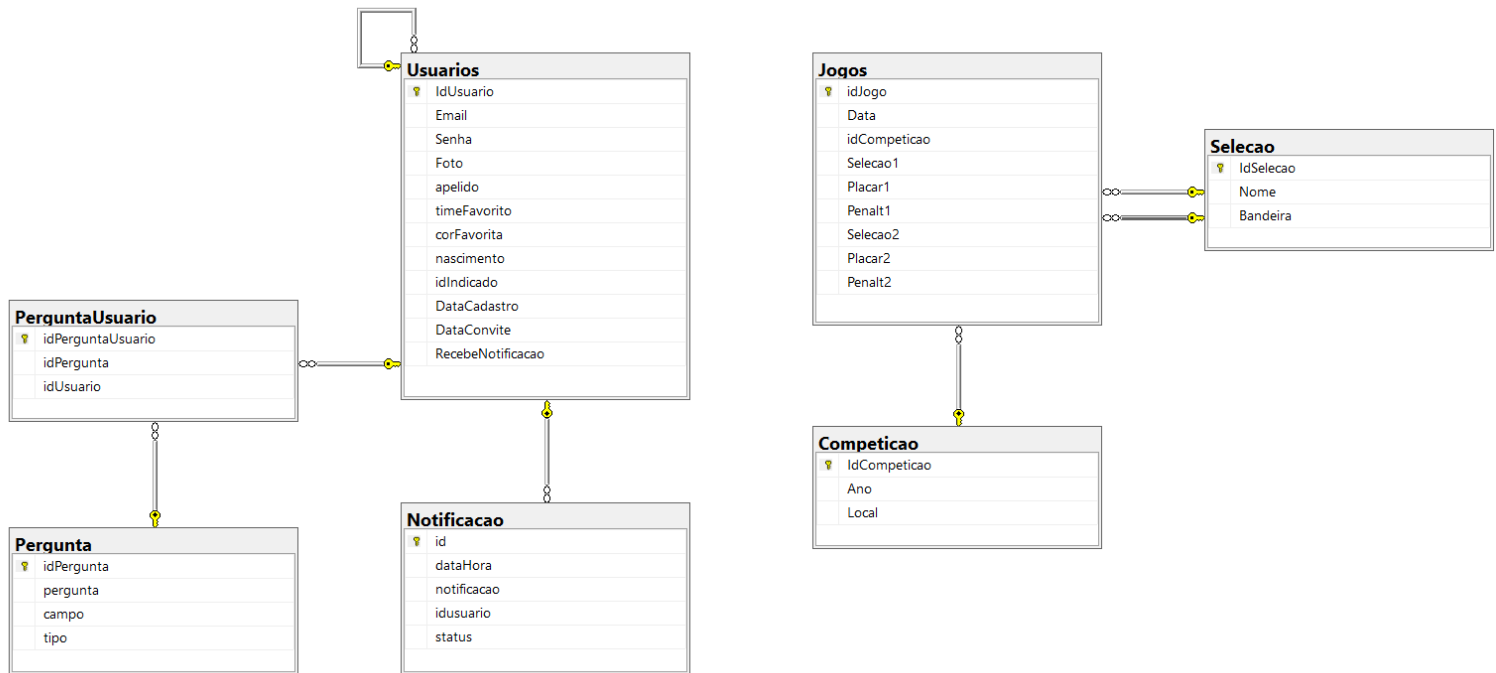 Usuarios
IdUsuario
Email
Senha
Foto
apelido
timeFavorito
corFavorita
nascimento
idIndicado
DataCadastro
DataConvite
RecebeNotificacao
Jogos
idJogo
Data
idCompeticao
Selecao1
Placar1
Penalt1
Selecao2
Placar2
Penalt2
Selecao
IdSelecao
Nome
Bandeira
PerguntaUsuario
idPerguntaUsuario
idPergunta
idUsuario
Competicao
IdCompeticao
Ano
Local
Notificacao
id
dataHora
notificacao
idusuario
status
Pergunta
idPergunta
pergunta
campo
tipo